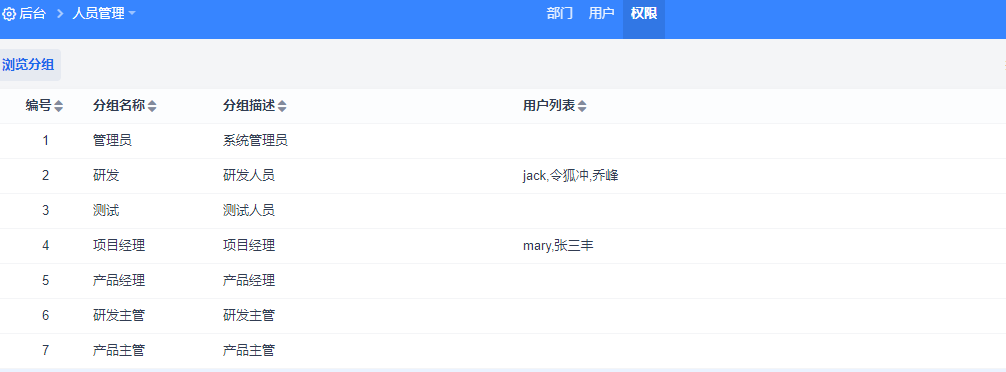 后台 人员管理 部门 用户 权限
浏览分组
编号 分组名称 分组描述 用户列表
1 管理员 系统管理员
2 研发 研发人员 jack,令狐冲,乔峰
3 测试 测试人员
4 项目经理 项目经理 mary,张三丰
5 产品经理 产品经理
6 研发主管 研发主管
7 产品主管 产品主管